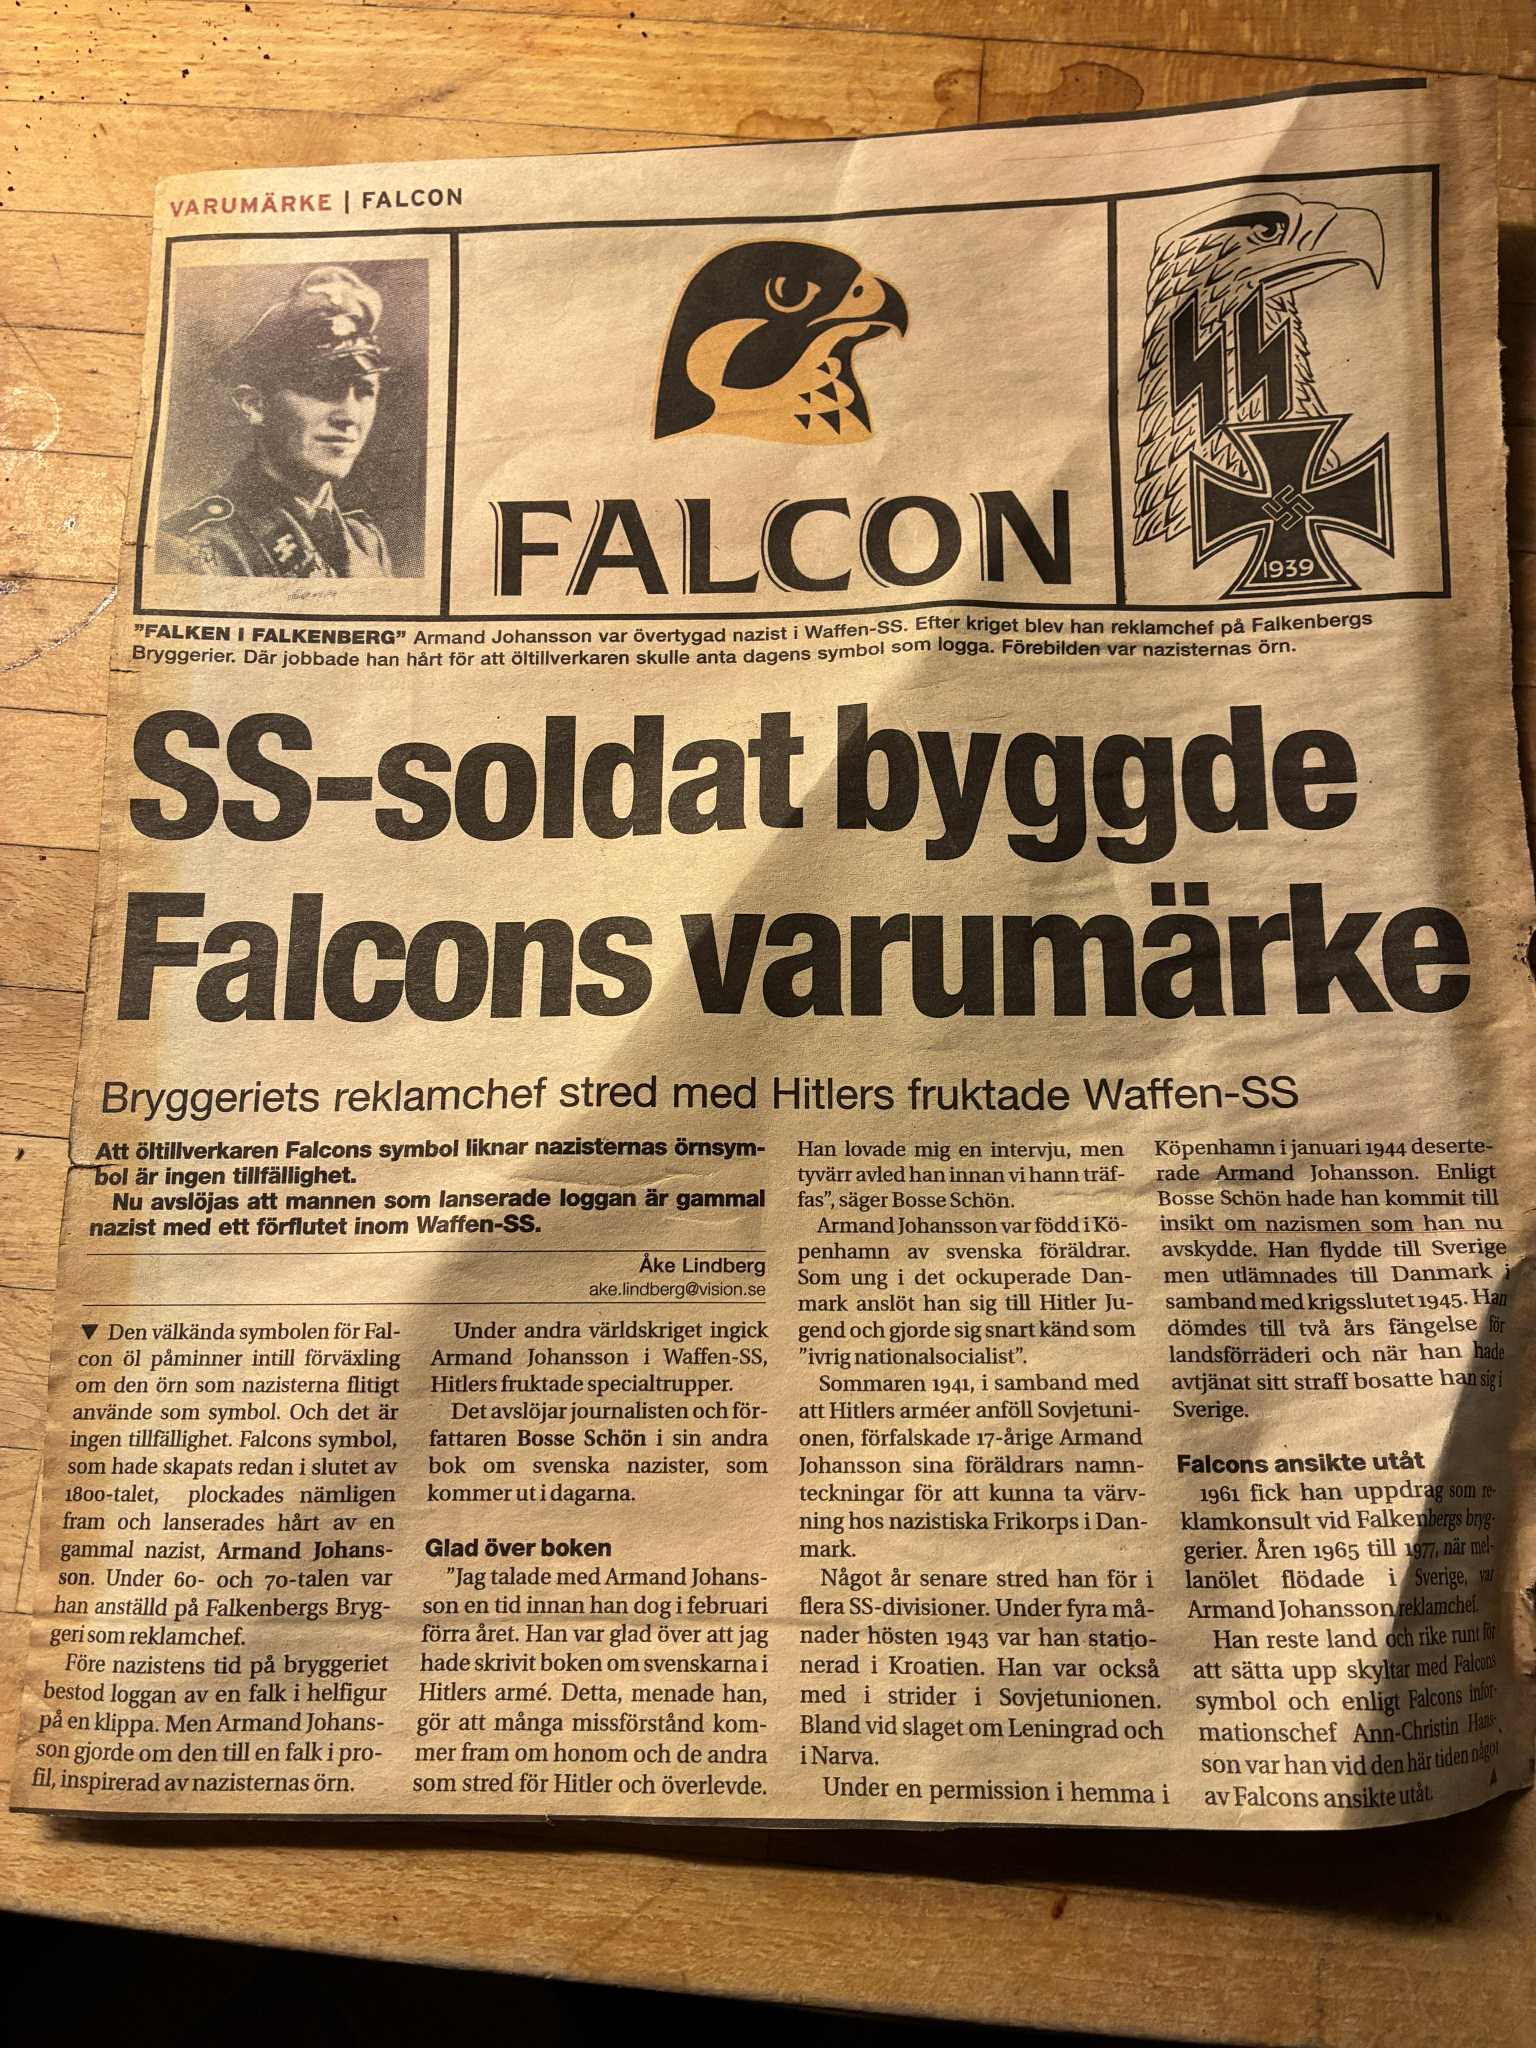 VARUMÄRKE | FALCON
FALCON
1939
"FALKEN I FALKENBERG" Armand Johansson var övertygad nazist i Waffen-SS. Efter kriget blev han reklamchef på Falkenbergs
Bryggerier. Där jobbade han hårt för att öltillverkaren skulle anta dagens symbol som logga. Förebilden var nazisternas örn.
SS-soldat byggde
Falcons varumärke
Bryggeriets reklamchef stred med Hitlers fruktade Waffen-SS
Att öltillverkaren Falcons symbol liknar nazisternas örnsym-
bol är ingen tillfällighet.
Nu avslöjas att mannen som lanserade loggan är gammal
nazist med ett förflutet inom Waffen-SS.
Åke Lindberg
ake.lindberg@vision.se
▼ Den välkända symbolen för Fal-
con öl påminner intill förväxling
om den örn som nazisterna flitigt
använde som symbol. Och det är
ingen tillfällighet. Falcons symbol,
som hade skapats redan i slutet av
1800-talet, plockades nämligen
fram och lanserades hårt av en
gammal nazist, Armand Johans-
son. Under 60- och 70-talen var
han anställd på Falkenbergs Bryg-
geri som reklamchef.
Före nazistens tid på bryggeriet
bestod loggan av en falk i helfigur
på en klippa. Men Armand Johans-
son gjorde om den till en falk i pro-
fil, inspirerad av nazisternas örn.
Under andra världskriget ingick
Armand Johansson i Waffen-SS,
Hitlers fruktade specialtrupper.
Det avslöjar journalisten och för-
fattaren Bosse Schön i sin andra
bok om svenska nazister, som
kommer ut i dagarna.
Glad över boken
"Jag talade med Armand Johans-
son en tid innan han dog i februari
förra året. Han var glad över att jag
hade skrivit boken om svenskarna i
Hitlers armé. Detta, menade han,
gör att många missförstånd kom-
mer fram om honom och de andra
som stred för Hitler och överlevde.
Han lovade mig en intervju, men
tyvärr avled han innan vi hann träf-
fas", säger Bosse Schön.
Armand Johansson var född i Kö-
penhamn av svenska föräldrar.
Som ung i det ockuperade Dan-
mark anslöt han sig till Hitler Ju-
gend och gjorde sig snart känd som
"ivrig nationalsocialist".
Sommaren 1941, i samband med
att Hitlers arméer anföll Sovjetuni-
onen, förfalskade 17-årige Armand
Johansson sina föräldrars namn-
teckningar för att kunna ta värv-
ning hos nazistiska Frikorps i Dan-
mark.
Något år senare stred han för i
flera SS-divisioner. Under fyra må-
nader hösten 1943 var han statio-
nerad i Kroatien. Han var också
med i strider i Sovjetunionen.
Bland vid slaget om Leningrad och
i Narva.
Under en permission i hemma i
Köpenhamn i januari 1944 deserte-
rade Armand Johansson. Enligt
Bosse Schön hade han kommit till
insikt om nazismen som han nu
avskydde. Han flydde till Sverige
men utlämnades till Danmark i
samband med krigsslutet 1945. Han
dömdes till två års fängelse för
landsförräderi och när han hade
avtjänat sitt straff bosatte han sig i
Sverige.
Falcons ansikte utåt
1961 fick han uppdrag som re-
klamkonsult vid Falkenbergs bryg-
gerier. Åren 1965 till 1977, när mel-
lanölet flödade i Sverige, var
Armand Johansson reklamchef.
Han reste land och rike runt för
att sätta upp skyltar med Falcons
symbol och enligt Falcons infor-
mationschef Ann-Christin Hans-
son var han vid den här tiden något
av Falcons ansikte utåt.